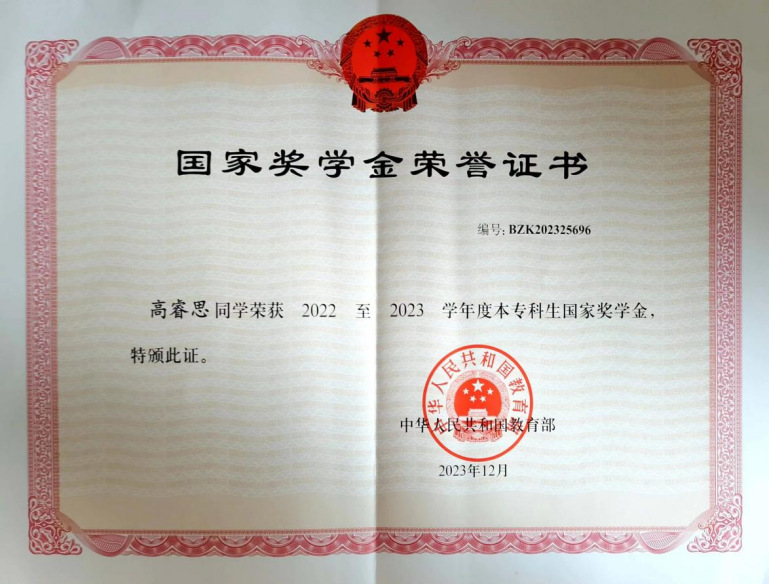 国家奖学金荣誉证书
编号: BZK202325696
高睿思同学荣获 2022 至 2023 学年度本专科生国家奖学金，
特颁此证。
中华人民共和国教育部
中华人民共和国教育部
2023年12月